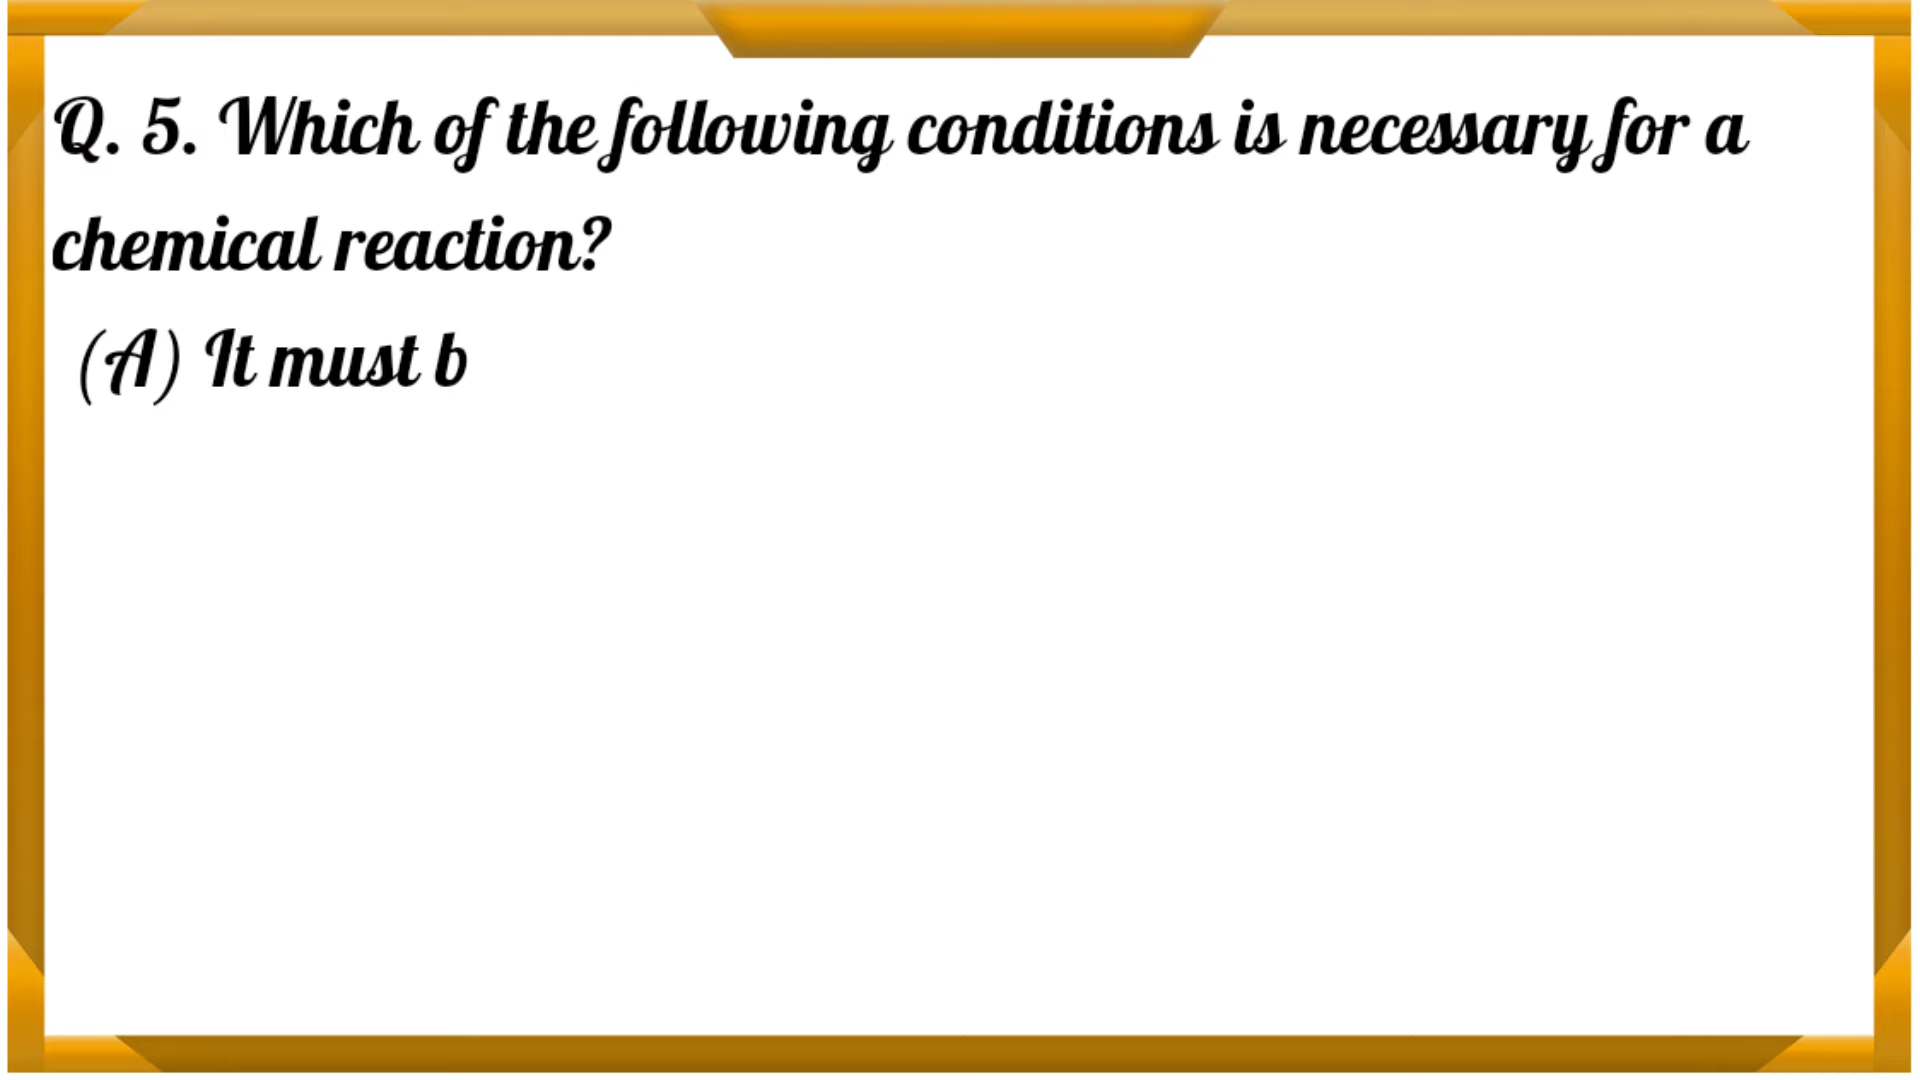 Q. 5. Which of the following conditions is necessary for a
chemical reaction?
(A) It must b